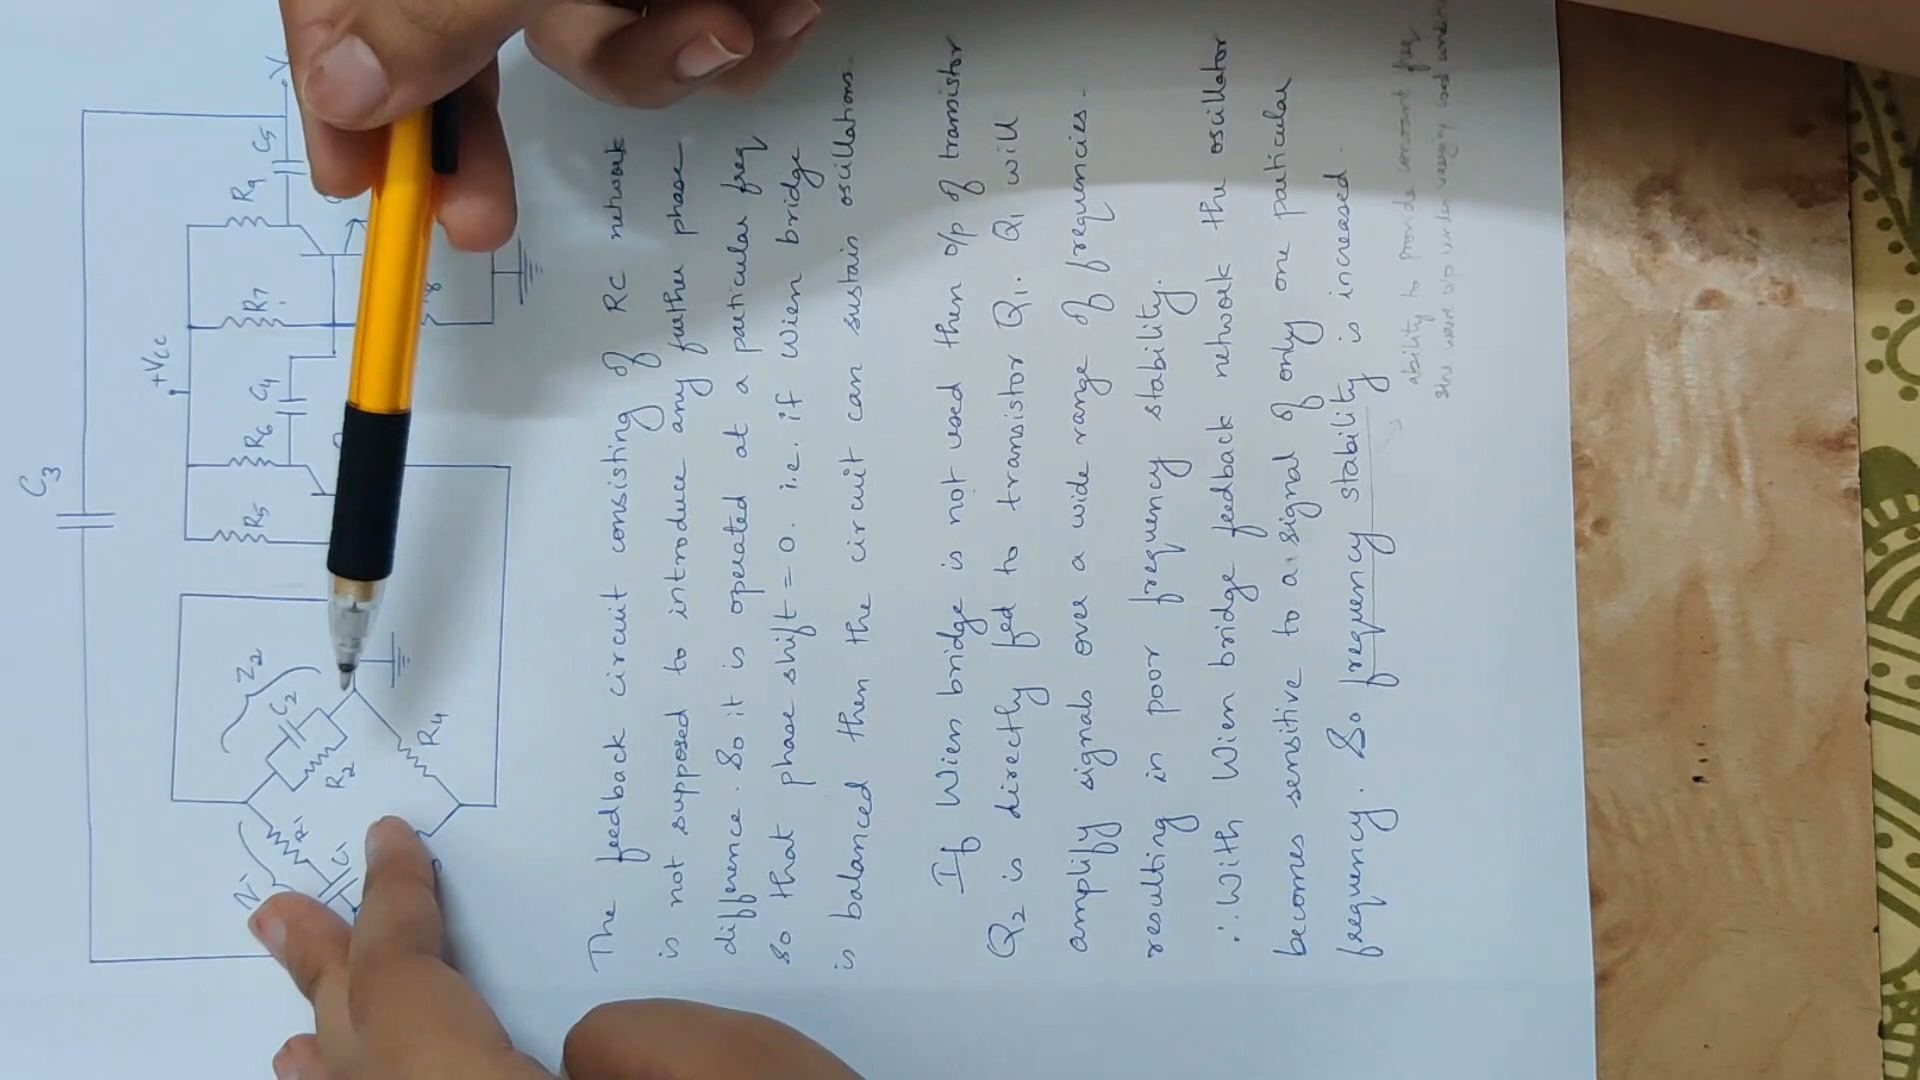 C3
+Vcc
R5
R6
C4
R7
R9
C5
Z2
C2
R2
R1
C1
R4
The feedback circuit consisting of RC network
is not supposed to introduce any further phase
difference. So it is operated at a particular freq
so that phase shift = 0. i.e. if Wien bridge
is balanced then the circuit can sustain oscillations.
If Wien bridge is not used then o/p of transistor
Q2 is directly fed to transistor Q1. Q1 will
amplify signals over a wide range of frequencies.
resulting in poor frequency stability.
∴ With Wien bridge feedback network the oscillator
becomes sensitive to a signal of only one particular
frequency. So frequency stability is increased.
ability to provide constant freq
sine wave o/p under varying load